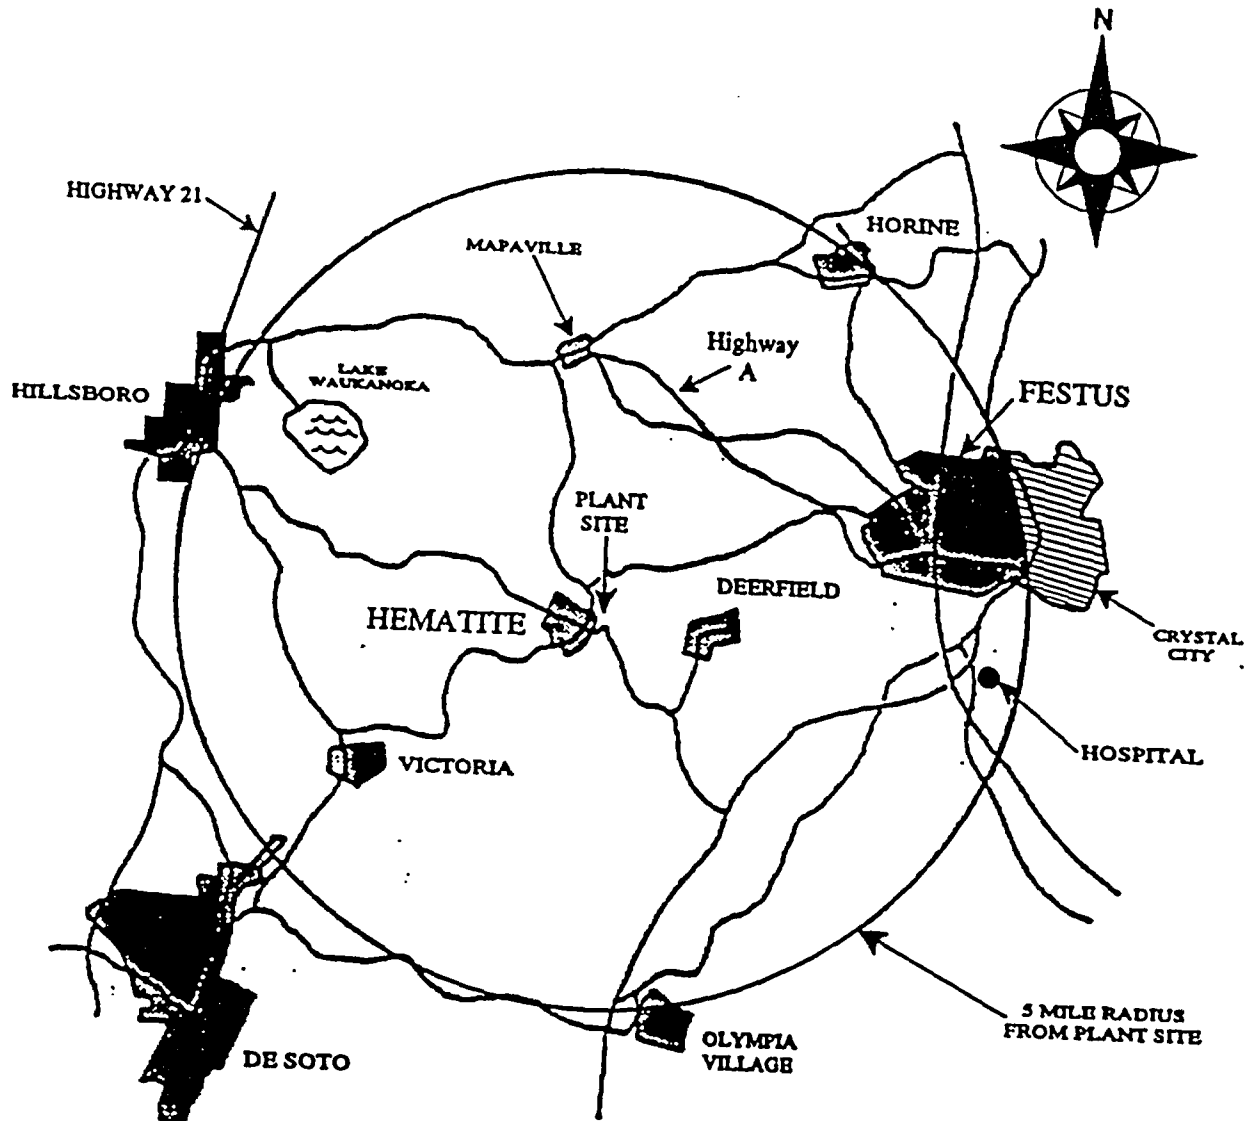 N
HIGHWAY 21
MAPAVILLE
HORINE
Highway
A
LAKE
WAUKANOKA
HILLSBORO
FESTUS
PLANT
SITE
DEERFIELD
HEMATITE
CRYSTAL
CITY
HOSPITAL
VICTORIA
5 MILE RADIUS
FROM PLANT SITE
OLYMPIA
VILLAGE
DE SOTO